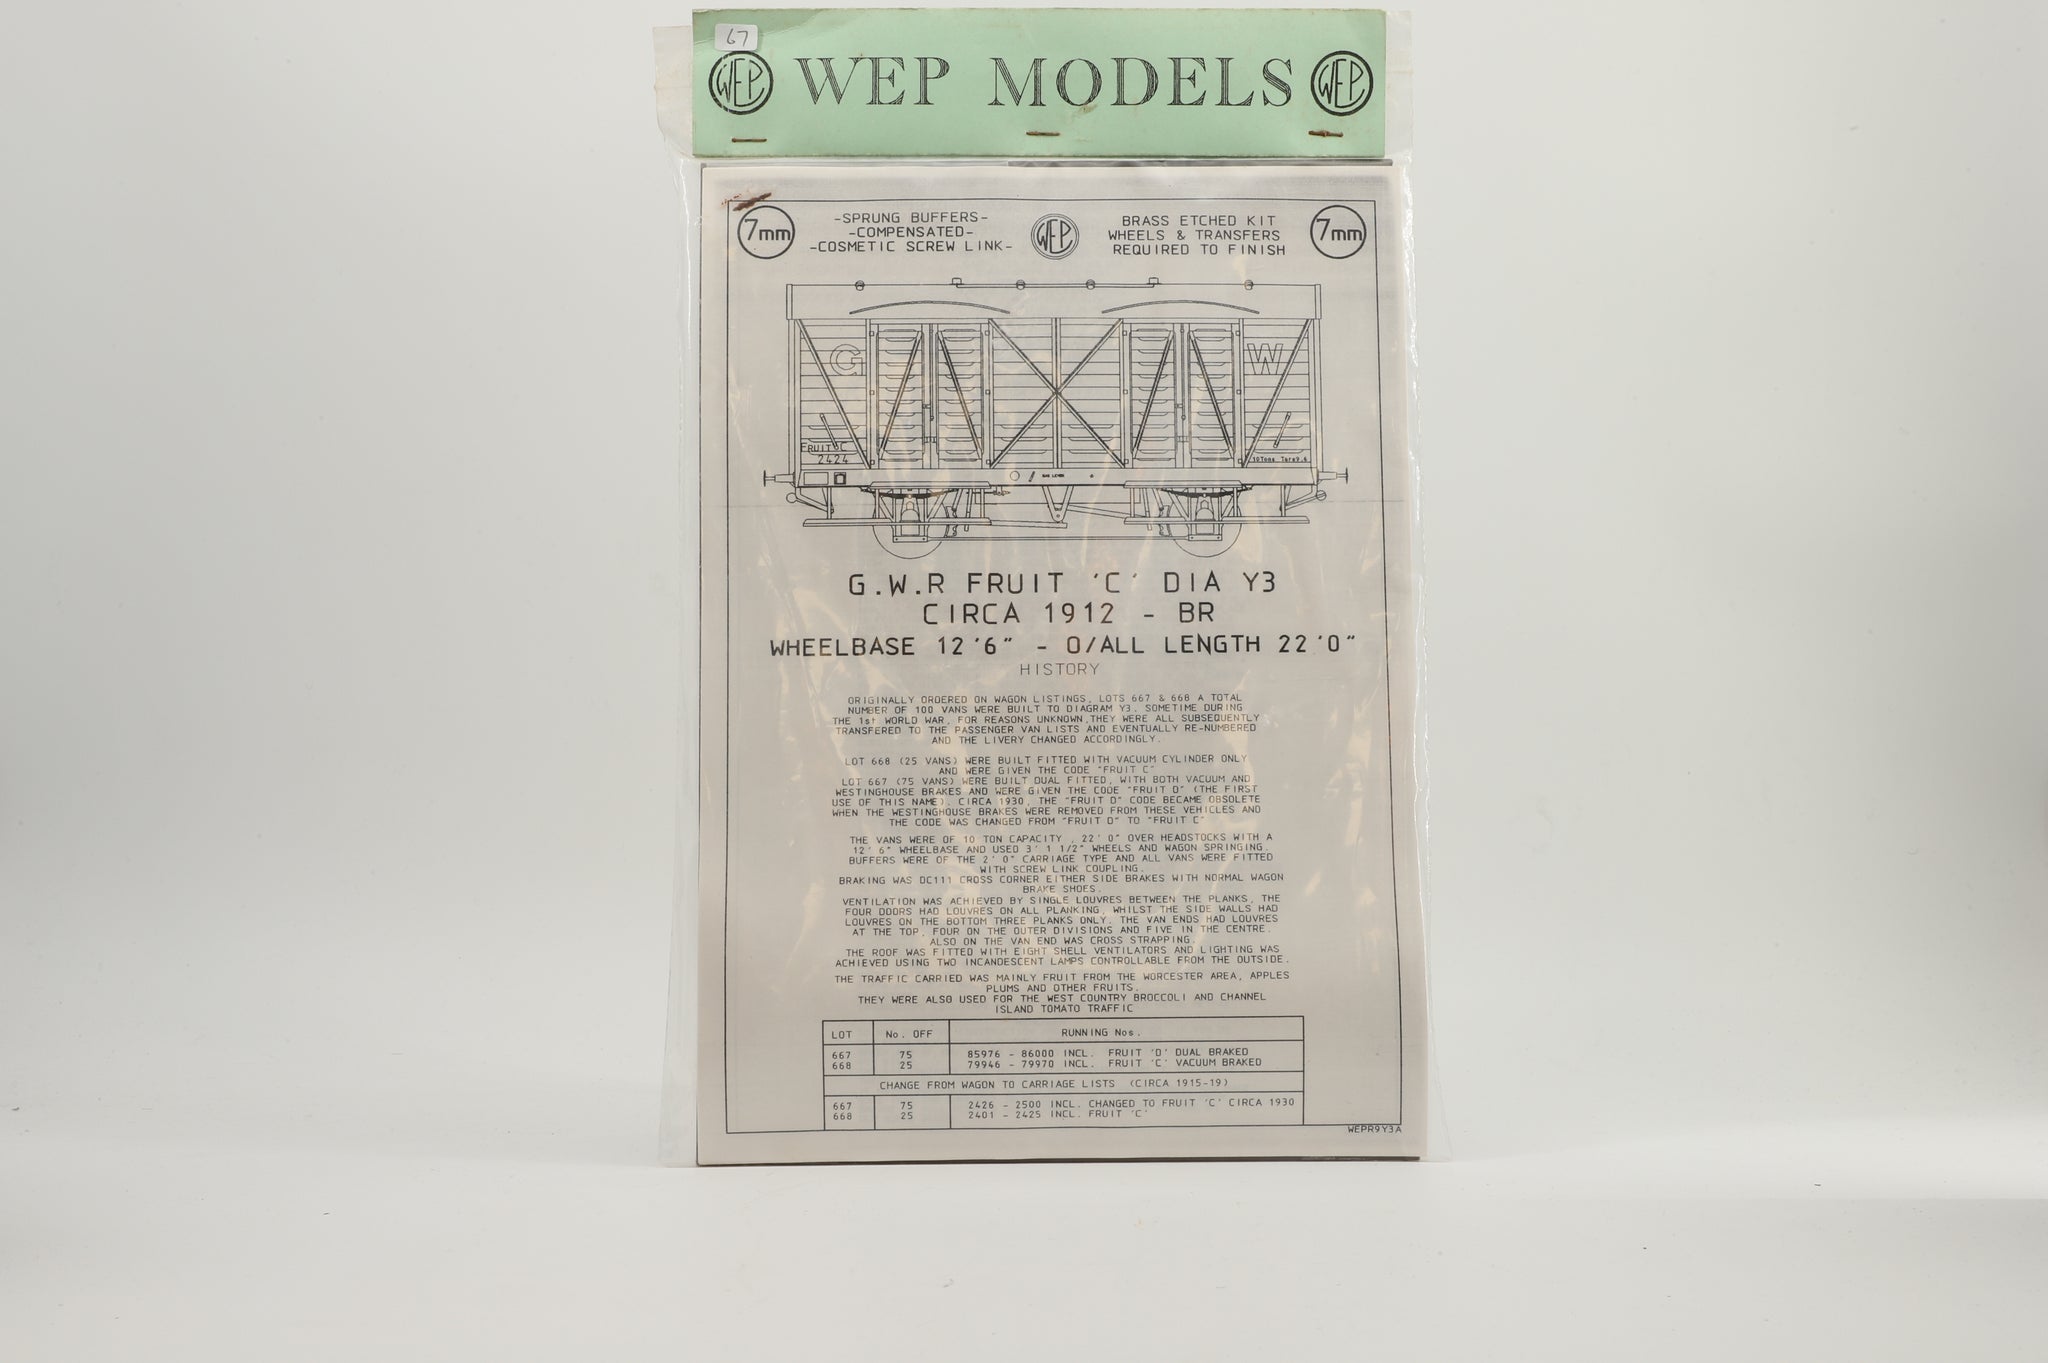 67
WEP WEP MODELS WEP
7mm -SPRUNG BUFFERS- WEP BRASS ETCHED KIT 7mm
-COMPENSATED- WHEELS & TRANSFERS
-COSMETIC SCREW LINK- REQUIRED TO FINISH
G W
FRUIT C
2424 10Tons Tare9.6
G.W.R FRUIT 'C' DIA Y3
CIRCA 1912 - BR
WHEELBASE 12'6" - O/ALL LENGTH 22'0"
HISTORY
ORIGINALLY ORDERED ON WAGON LISTINGS, LOTS 667 & 668 A TOTAL
NUMBER OF 100 VANS WERE BUILT TO DIAGRAM Y3. SOMETIME DURING
THE 1st WORLD WAR, FOR REASONS UNKNOWN,THEY WERE ALL SUBSEQUENTLY
TRANSFERED TO THE PASSENGER VAN LISTS AND EVENTUALLY RE-NUMBERED
AND THE LIVERY CHANGED ACCORDINGLY.
LOT 668 (25 VANS) WERE BUILT FITTED WITH VACUUM CYLINDER ONLY
AND WERE GIVEN THE CODE "FRUIT C"
LOT 667 (75 VANS) WERE BUILT DUAL FITTED, WITH BOTH VACUUM AND
WESTINGHOUSE BRAKES AND WERE GIVEN THE CODE "FRUIT D" (THE FIRST
USE OF THIS NAME). CIRCA 1930, THE "FRUIT D" CODE BECAME OBSOLETE
WHEN THE WESTINGHOUSE BRAKES WERE REMOVED FROM THESE VEHICLES AND
THE CODE WAS CHANGED FROM "FRUIT D" TO "FRUIT C"
THE VANS WERE OF 10 TON CAPACITY , 22' 0" OVER HEADSTOCKS WITH A
12' 6" WHEELBASE AND USED 3' 1 1/2" WHEELS AND WAGON SPRINGING.
BUFFERS WERE OF THE 2' 0" CARRIAGE TYPE AND ALL VANS WERE FITTED
WITH SCREW LINK COUPLING.
BRAKING WAS DC111 CROSS CORNER EITHER SIDE BRAKES WITH NORMAL WAGON
BRAKE SHOES.
VENTILATION WAS ACHIEVED BY SINGLE LOUVRES BETWEEN THE PLANKS, THE
FOUR DOORS HAD LOUVRES ON ALL PLANKING, WHILST THE SIDE WALLS HAD
LOUVRES ON THE BOTTOM THREE PLANKS ONLY. THE VAN ENDS HAD LOUVRES
AT THE TOP, FOUR ON THE OUTER DIVISIONS AND FIVE IN THE CENTRE.
ALSO ON THE VAN END WAS CROSS STRAPPING.
THE ROOF WAS FITTED WITH EIGHT SHELL VENTILATORS AND LIGHTING WAS
ACHIEVED USING TWO INCANDESCENT LAMPS CONTROLLABLE FROM THE OUTSIDE.
THE TRAFFIC CARRIED WAS MAINLY FRUIT FROM THE WORCESTER AREA, APPLES
PLUMS AND OTHER FRUITS.
THEY WERE ALSO USED FOR THE WEST COUNTRY BROCCOLI AND CHANNEL
ISLAND TOMATO TRAFFIC
LOT No. OFF RUNNING Nos.
667 75 85976 - 86000 INCL. FRUIT 'D' DUAL BRAKED
668 25 79946 - 79970 INCL. FRUIT 'C' VACUUM BRAKED
CHANGE FROM WAGON TO CARRIAGE LISTS (CIRCA 1915-19)
667 75 2426 - 2500 INCL. CHANGED TO FRUIT 'C' CIRCA 1930
668 25 2401 - 2425 INCL. FRUIT 'C'
WEPR9Y3A